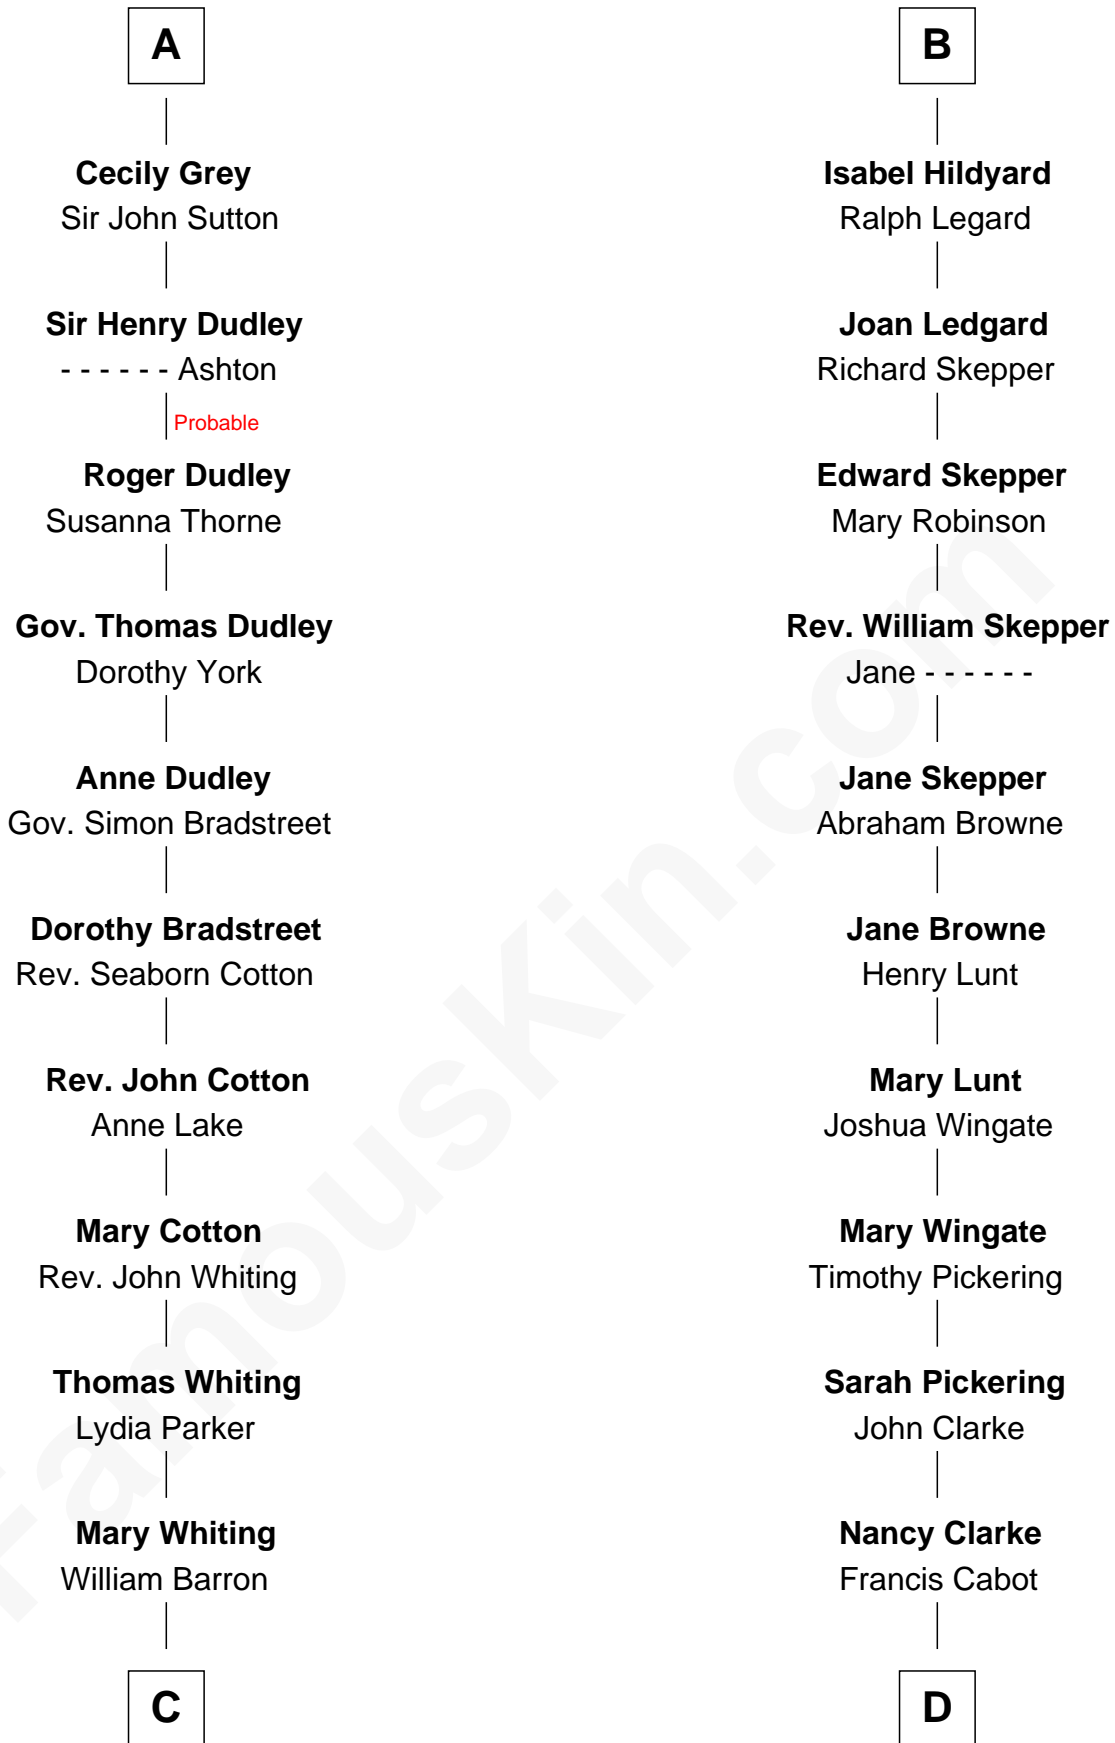 A
Cecily Grey
Sir John Sutton
Sir Henry Dudley
- - - - - - Ashton
Probable
Roger Dudley
Susanna Thorne
Gov. Thomas Dudley
Dorothy York
Anne Dudley
Gov. Simon Bradstreet
Dorothy Bradstreet
Rev. Seaborn Cotton
Rev. John Cotton
Anne Lake
Mary Cotton
Rev. John Whiting
Thomas Whiting
Lydia Parker
Mary Whiting
William Barron
C
B
Isabel Hildyard
Ralph Legard
Joan Ledgard
Richard Skepper
Edward Skepper
Mary Robinson
Rev. William Skepper
Jane - - - - - -
Jane Skepper
Abraham Browne
Jane Browne
Henry Lunt
Mary Lunt
Joshua Wingate
Mary Wingate
Timothy Pickering
Sarah Pickering
John Clarke
Nancy Clarke
Francis Cabot
D
FamousKin.com